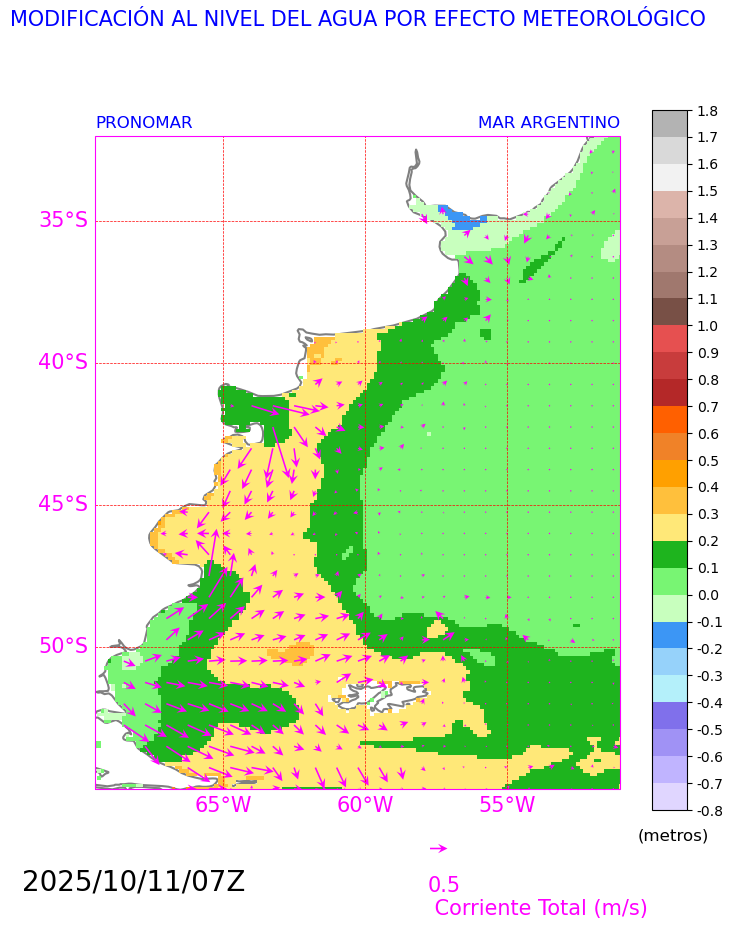 MODIFICACIÓN AL NIVEL DEL AGUA POR EFECTO METEOROLÓGICO
PRONOMAR
MAR ARGENTINO
35°S
40°S
45°S
50°S
65°W
60°W
55°W
1.8
1.7
1.6
1.5
1.4
1.3
1.2
1.1
1.0
0.9
0.8
0.7
0.6
0.5
0.4
0.3
0.2
0.1
0.0
-0.1
-0.2
-0.3
-0.4
-0.5
-0.6
-0.7
-0.8
(metros)
2025/10/11/07Z
0.5
Corriente Total (m/s)